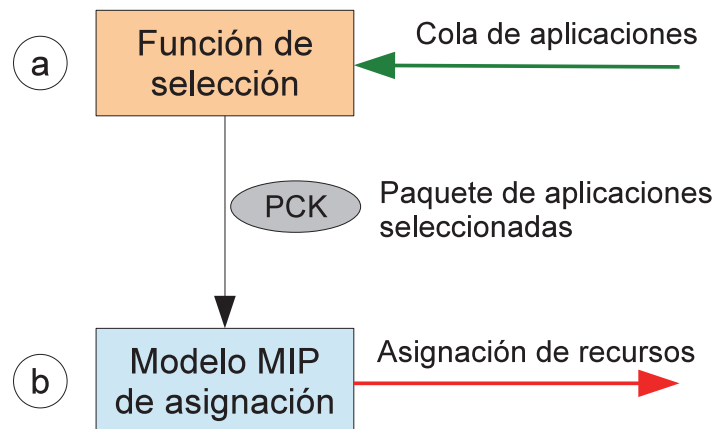 a
Función de
selección
Cola de aplicaciones
PCK
Paquete de aplicaciones
seleccionadas
b
Modelo MIP
de asignación
Asignación de recursos